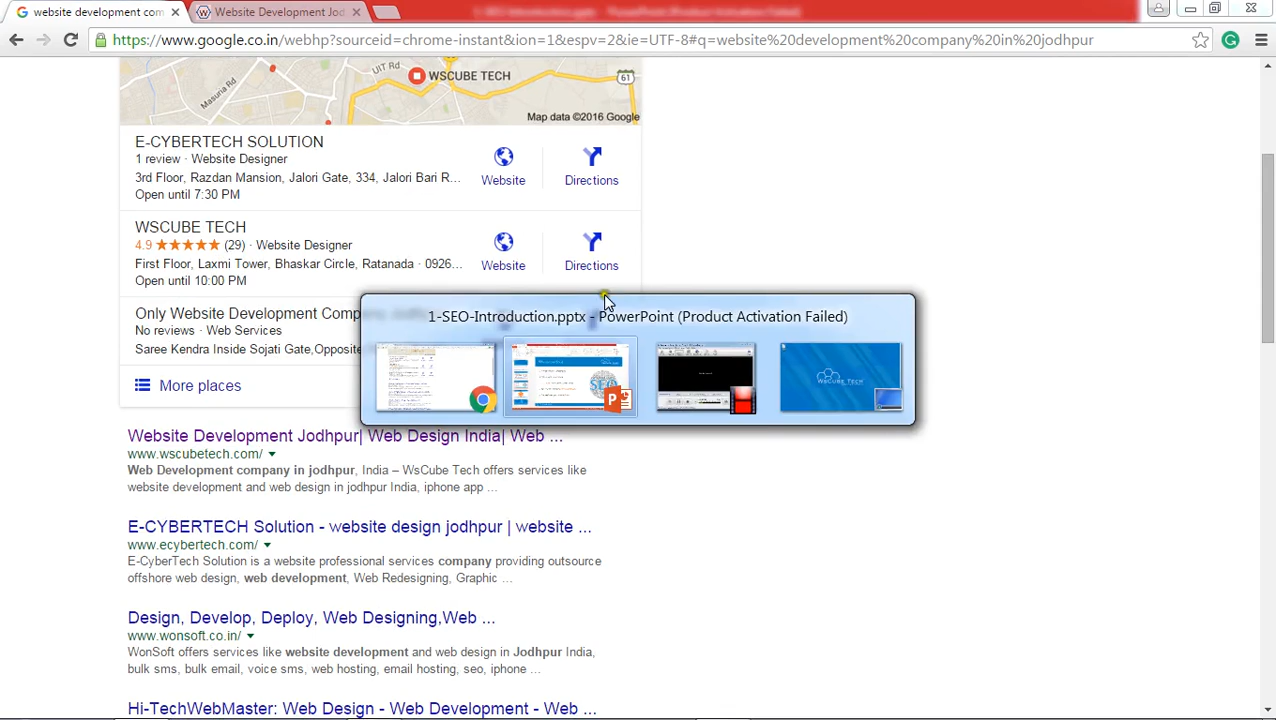 website development com
Website Development Jod
https://www.google.co.in/webhp?sourceid=chrome-instant&ion=1&espv=2&ie=UTF-8#q=website%20development%20company%20in%20jodhpur
UIT Rd
Masuria Rd
WSCUBE TECH
61
Map data ©2016 Google
E-CYBERTECH SOLUTION
1 review · Website Designer
3rd Floor, Razdan Mansion, Jalori Gate, 334, Jalori Bari R...
Open until 7:30 PM
Website
Directions
WSCUBE TECH
4.9 ★★★★★ (29) · Website Designer
First Floor, Laxmi Tower, Bhaskar Circle, Ratanada · 0926...
Open until 10:00 PM
Website
Directions
Only Website Development Company
No reviews · Web Services
Saree Kendra Inside Sojati Gate,Opposite
1-SEO-Introduction.pptx - PowerPoint (Product Activation Failed)
WSCUBE TECH
More places
Website Development Jodhpur| Web Design India| Web ...
www.wscubetech.com/
Web Development company in jodhpur, India – WsCube Tech offers services like
website development and web design in jodhpur India, iphone app ...
E-CYBERTECH Solution - website design jodhpur | website ...
www.ecybertech.com/
E-CyberTech Solution is a website professional services company providing outsource
offshore web design, web development, Web Redesigning, Graphic ...
Design, Develop, Deploy, Web Designing,Web ...
www.wonsoft.co.in/
WonSoft offers services like website development and web design in Jodhpur India,
bulk sms, bulk email, voice sms, web hosting, email hosting, seo, iphone ...
Hi-TechWebMaster: Web Design - Web Development - Web ...